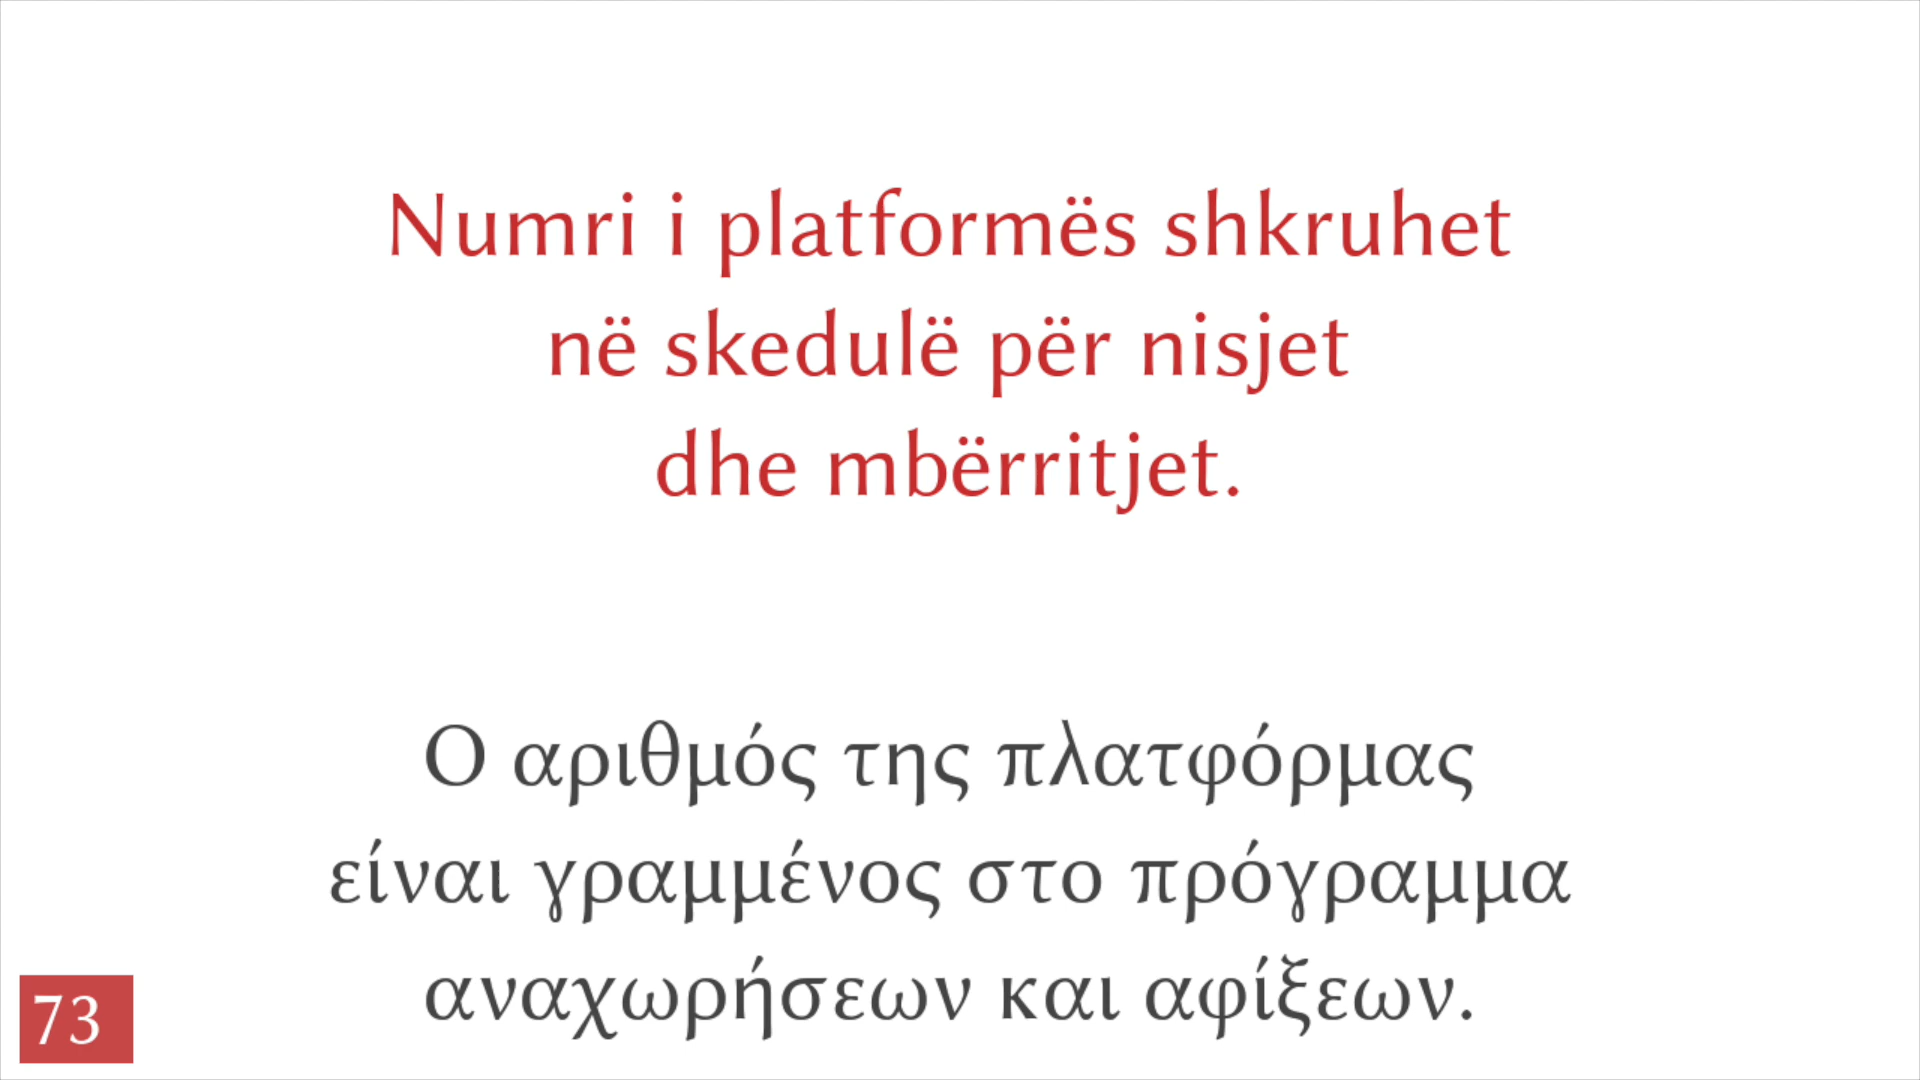 Numri i platformës shkruhet
në skedulë për nisjet
dhe mbërritjet.
Ο αριθμός της πλατφόρμας
είναι γραμμένος στο πρόγραμμα
αναχωρήσεων και αφίξεων.
73